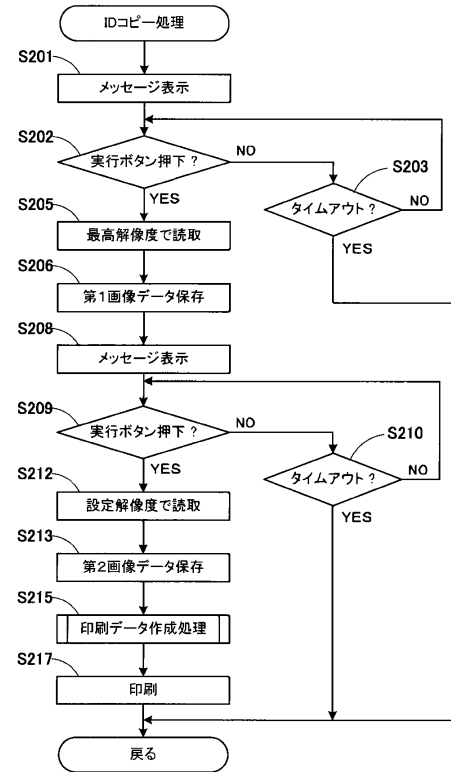 IDコピー処理
S201
メッセージ表示
S202
実行ボタン押下？
NO
S203
タイムアウト？
NO
YES
YES
S205
最高解像度で読取
S206
第1画像データ保存
S208
メッセージ表示
S209
実行ボタン押下？
NO
S210
タイムアウト？
NO
YES
YES
S212
設定解像度で読取
S213
第2画像データ保存
S215
印刷データ作成処理
S217
印刷
戻る